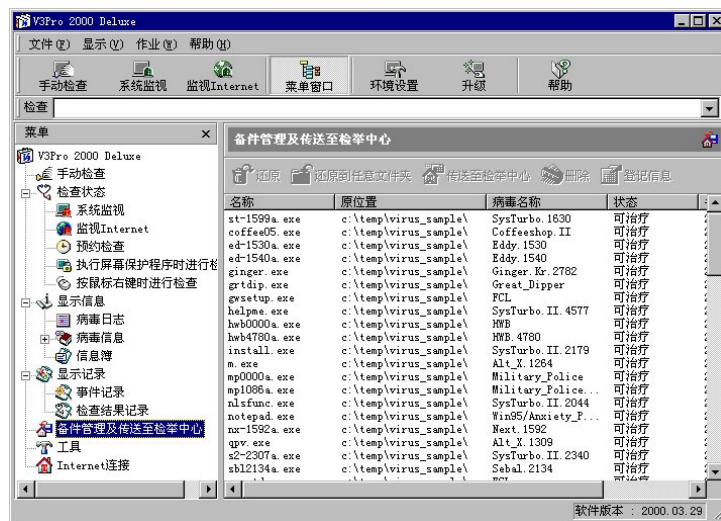 V3Pro 2000 Deluxe
文件(F) 显示(V) 作业(W) 帮助(H)
手动检查 系统监视 监视Internet 菜单窗口 环境设置 升级 帮助
检查
菜单
V3Pro 2000 Deluxe
手动检查
检查状态
系统监视
监视Internet
预约检查
执行屏幕保护程序时进行检
按鼠标右键时进行检查
显示信息
病毒日志
病毒信息
信息簿
显示记录
事件记录
检查结果记录
备件管理及传送至检举中心
工具
Internet连接
备件管理及传送至检举中心
还原 还原到任意文件夹 传送至检举中心 删除 登记信息
名称 原位置 病毒名称 状态
st-1599a.exe c:\temp\virus_sample\ SysTurbo.1630 可治疗
coffee05.exe c:\temp\virus_sample\ Coffeeshop.II 可治疗
ed-1530a.exe c:\temp\virus_sample\ Eddy.1530 可治疗
ed-1540a.exe c:\temp\virus_sample\ Eddy.1540 可治疗
ginger.exe c:\temp\virus_sample\ Ginger.Kr.2782 可治疗
grtdip.exe c:\temp\virus_sample\ Great_Dipper 可治疗
gwsetup.exe c:\temp\virus_sample\ FCL 可治疗
helpme.exe c:\temp\virus_sample\ SysTurbo.II.4577 可治疗
hwb0000a.exe c:\temp\virus_sample\ HWB 可治疗
hwb4780a.exe c:\temp\virus_sample\ HWB.4780 可治疗
install.exe c:\temp\virus_sample\ SysTurbo.II.2179 可治疗
m.exe c:\temp\virus_sample\ Alt_X.1264 可治疗
mp0000a.exe c:\temp\virus_sample\ Military_Police 可治疗
mp1086a.exe c:\temp\virus_sample\ Military_Police... 可治疗
nlsfunc.exe c:\temp\virus_sample\ SysTurbo.II.2044 可治疗
notepad.exe c:\temp\virus_sample\ Win95/Anxiety_P... 可治疗
nx-1592a.exe c:\temp\virus_sample\ Next.1592 可治疗
qpv.exe c:\temp\virus_sample\ Alt_X.1309 可治疗
s2-2307a.exe c:\temp\virus_sample\ SysTurbo.II.2340 可治疗
sbl2134a.exe c:\temp\virus_sample\ Sebal.2134 可治疗
软件版本 : 2000.03.29